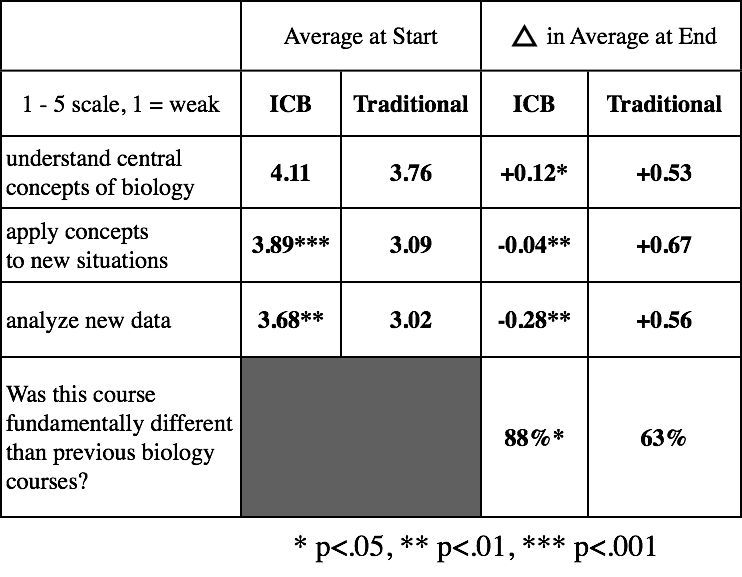 Average at Start △ in Average at End
1 - 5 scale, 1 = weak ICB Traditional ICB Traditional
understand central
concepts of biology 4.11 3.76 +0.12* +0.53
apply concepts
to new situations 3.89*** 3.09 -0.04** +0.67
analyze new data 3.68** 3.02 -0.28** +0.56
Was this course
fundamentally different
than previous biology
courses? 88%* 63%
* p<.05, ** p<.01, *** p<.001